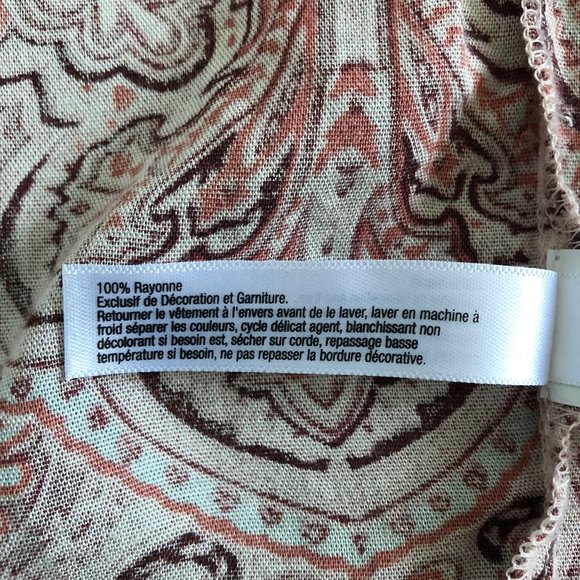 100% Rayonne
Exclusif de Décoration et Garniture.
Retourner le vêtement à l'envers avant de le laver, laver en machine à
froid séparer les couleurs, cycle délicat agent, blanchissant non
décolorant si besoin est, sécher sur corde, repassage basse
température si besoin, ne pas repasser la bordure décorative.